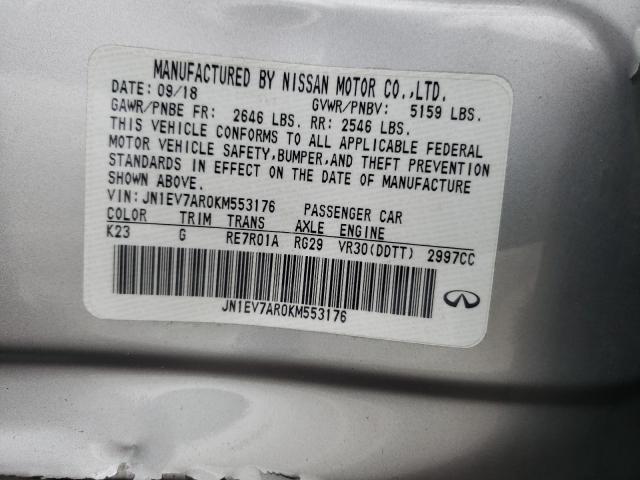 MANUFACTURED BY NISSAN MOTOR CO.,LTD.
DATE: 09/18 GVWR/PNBV: 5159 LBS.
GAWR/PNBE FR: 2646 LBS. RR: 2546 LBS.
THIS VEHICLE CONFORMS TO ALL APPLICABLE FEDERAL
MOTOR VEHICLE SAFETY,BUMPER,AND THEFT PREVENTION
STANDARDS IN EFFECT ON THE DATE OF MANUFACTURE
SHOWN ABOVE.
VIN: JN1EV7AR0KM553176 PASSENGER CAR
COLOR TRIM TRANS AXLE ENGINE
K23 G RE7R01A RG29 VR30(DDTT) 2997CC
JN1EV7AR0KM553176